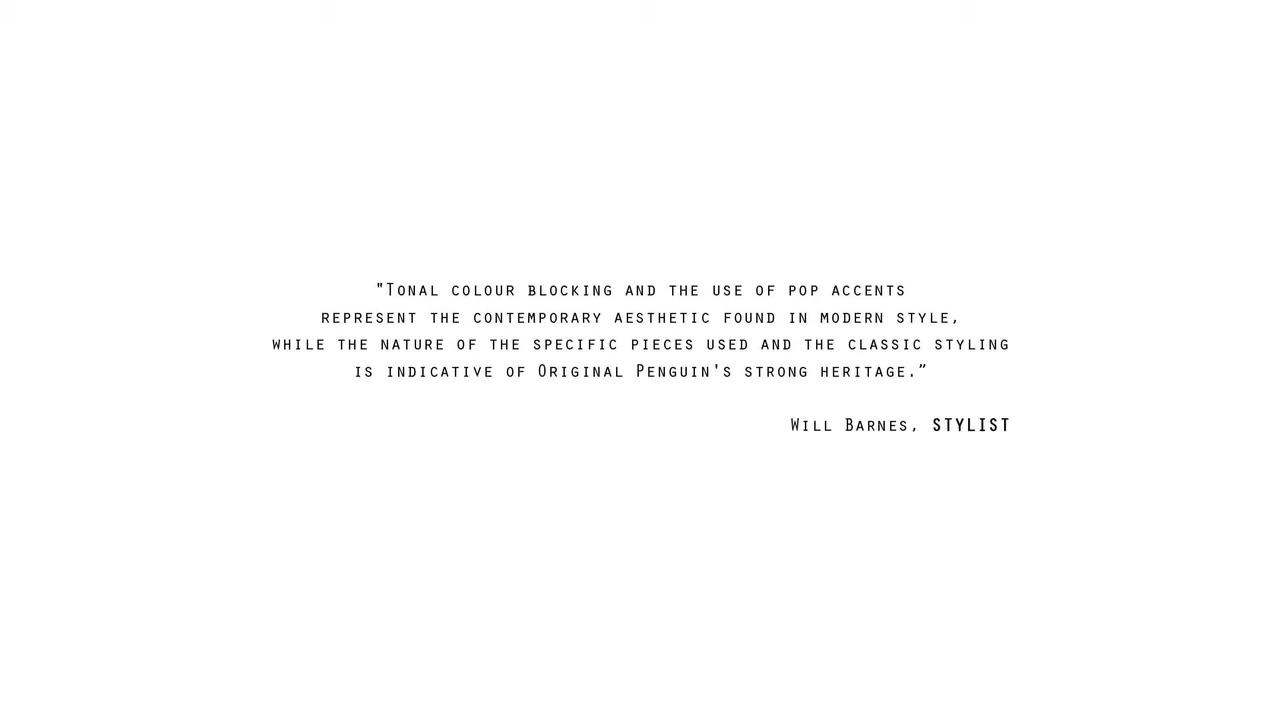 "Tonal colour blocking and the use of pop accents
represent the contemporary aesthetic found in modern style,
while the nature of the specific pieces used and the classic styling
is indicative of Original Penguin's strong heritage.”
Will Barnes, STYLIST